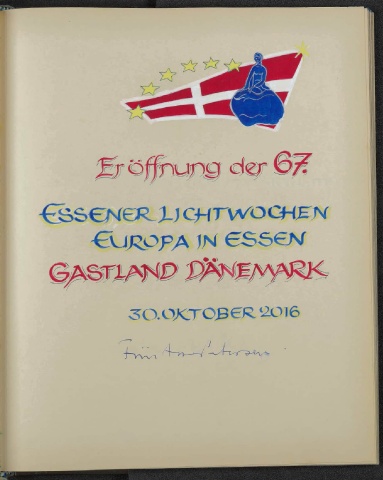 Eröffnung der 67.
ESSENER LICHTWOCHEN
EUROPA IN ESSEN
GASTLAND DÄNEMARK
30. OKTOBER 2016